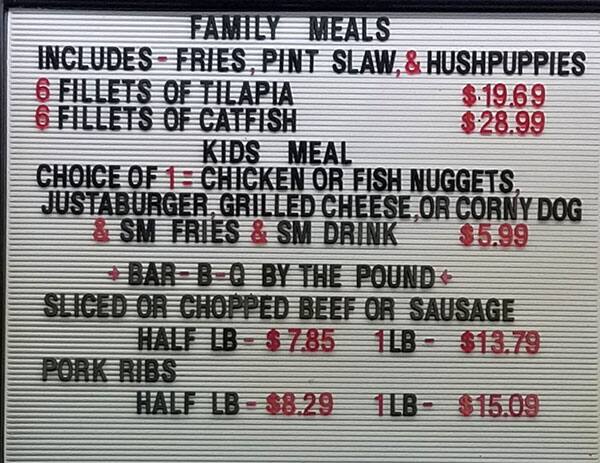 FAMILY MEALS
INCLUDES- FRIES, PINT SLAW, & HUSHPUPPIES
6 FILLETS OF TILAPIA $19.69
6 FILLETS OF CATFISH $28.99
KIDS MEAL
CHOICE OF 1= CHICKEN OR FISH NUGGETS,
JUSTABURGER, GRILLED CHEESE, OR CORNY DOG
& SM FRIES & SM DRINK $5.99
+ BAR-B-Q BY THE POUND +
SLICED OR CHOPPED BEEF OR SAUSAGE
HALF LB - $7.85 1LB - $13.79
PORK RIBS
HALF LB - $8.29 1LB - $15.09